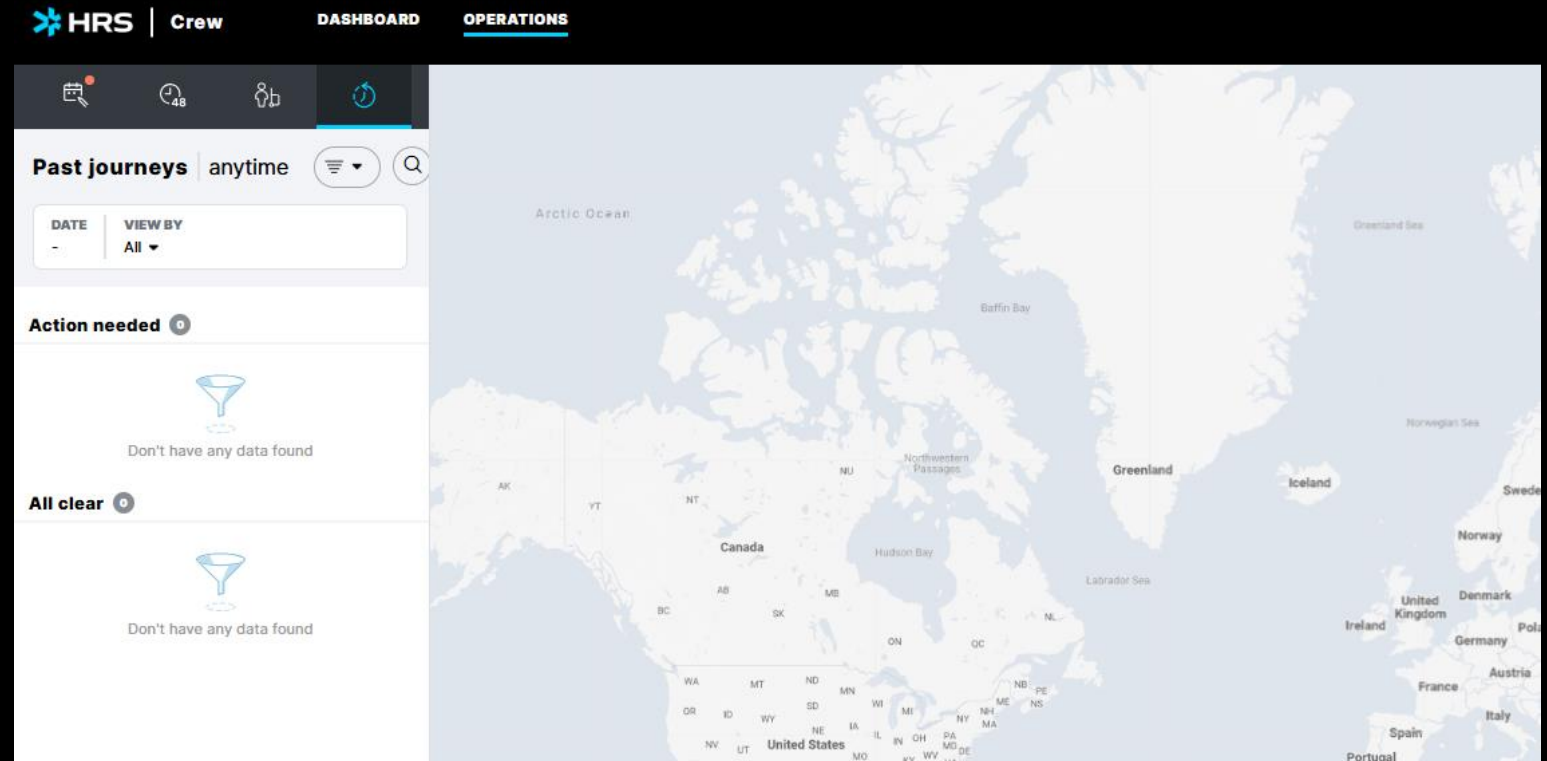 HRS | Crew DASHBOARD OPERATIONS
48
Past journeys anytime
DATE VIEW BY
- All
Action needed 0
Don't have any data found
All clear 0
Don't have any data found
Arctic Ocean
Greenland Sea
Baffin Bay
Norwegian Sea
Northwestern
Passages
NU
Greenland
Iceland
AK
Swede
NT
YT
Norway
Canada
Hudson Bay
Labrador Sea
AB
MB
United
Kingdom
Denmark
BC
SK
NL
Ireland
Pola
ON
QC
Germany
Austria
WA
MT
ND
MN
NB
PE
France
OR
ID
WY
SD
WI
MI
NY
NH
ME
NS
MA
Italy
NE
IA
IL
IN
OH
PA
MD
DE
Spain
NV
UT
United States
MO
KY
WV
Portugal